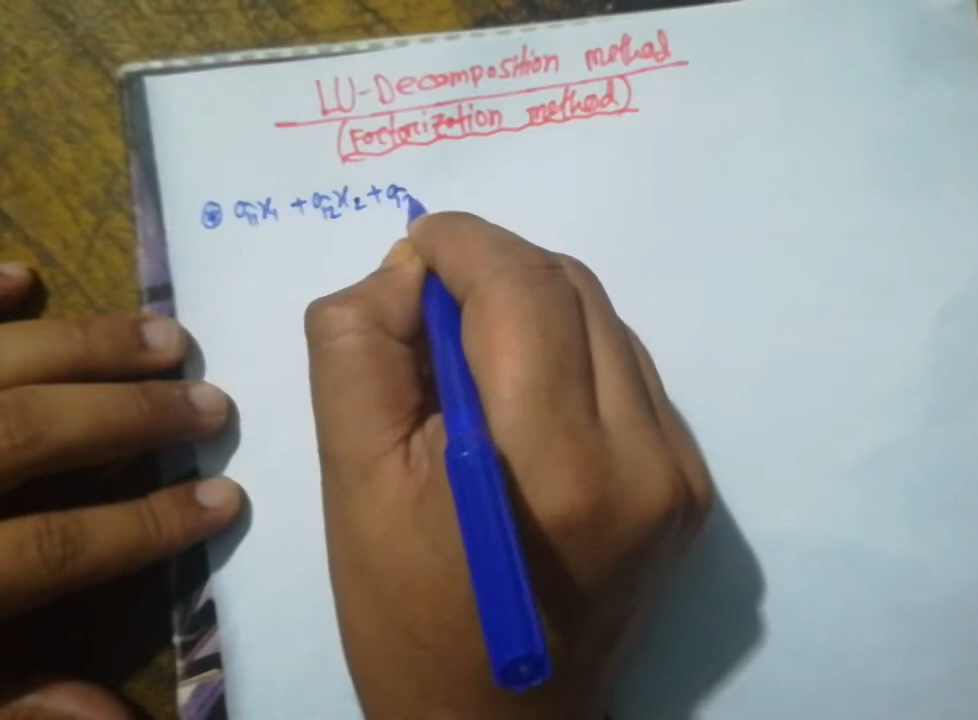 LU-Decomposition method
(Factorization method)
⊛ a₁₁x₁ + a₁₂x₂ + a₁